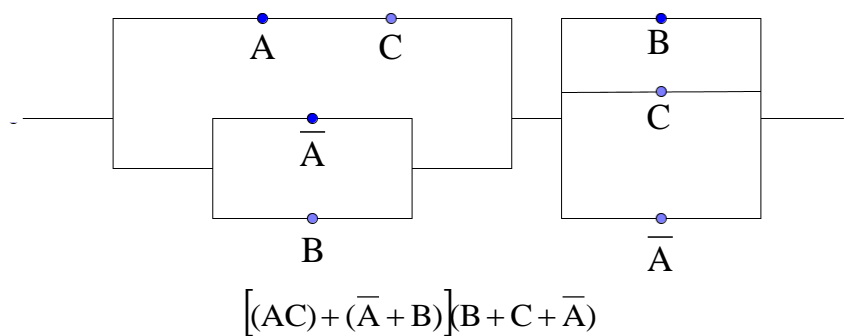 A C
B
A̅
C
B
A̅
[(AC) + (A̅ + B)](B + C + A̅)